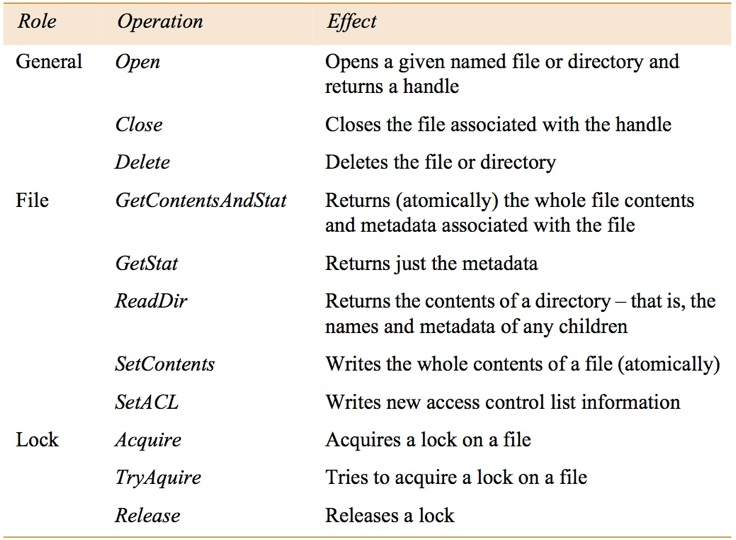 Role Operation Effect
General Open Opens a given named file or directory and
returns a handle
Close Closes the file associated with the handle
Delete Deletes the file or directory
File GetContentsAndStat Returns (atomically) the whole file contents
and metadata associated with the file
GetStat Returns just the metadata
ReadDir Returns the contents of a directory – that is, the
names and metadata of any children
SetContents Writes the whole contents of a file (atomically)
SetACL Writes new access control list information
Lock Acquire Acquires a lock on a file
TryAquire Tries to acquire a lock on a file
Release Releases a lock